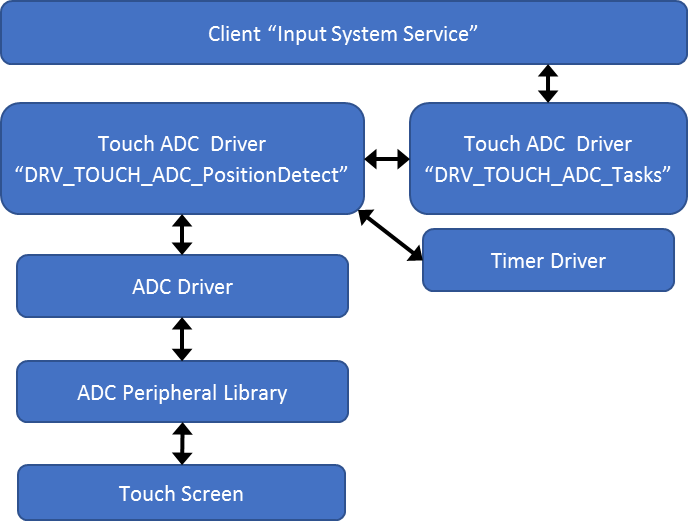 Client “Input System Service”
Touch ADC Driver
“DRV_TOUCH_ADC_PositionDetect”
Touch ADC Driver
“DRV_TOUCH_ADC_Tasks”
Timer Driver
ADC Driver
ADC Peripheral Library
Touch Screen